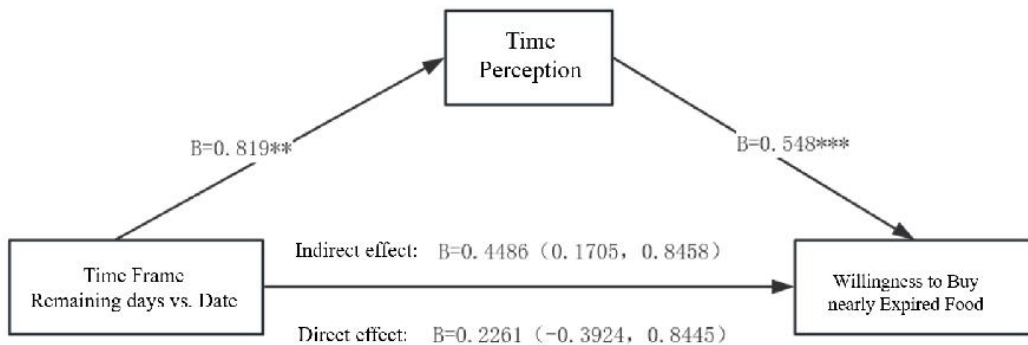 Time
Perception
B=0.819**
B=0.548***
Time Frame
Remaining days vs. Date
Indirect effect: B=0.4486 (0.1705, 0.8458)
Direct effect: B=0.2261 (-0.3924, 0.8445)
Willingness to Buy
nearly Expired Food